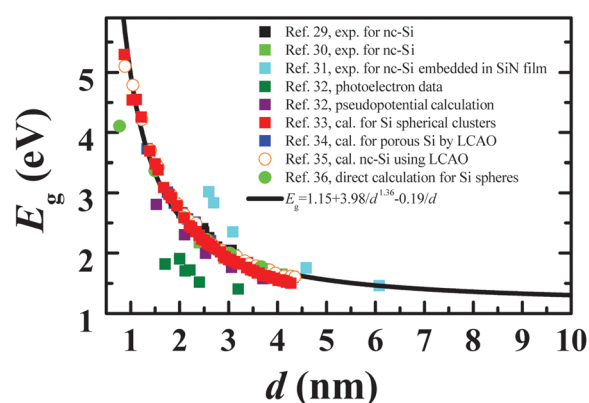 Ref. 29, exp. for nc-Si
Ref. 30, exp. for nc-Si
Ref. 31, exp. for nc-Si embedded in SiN film
Ref. 32, photoelectron data
Ref. 32, pseudopotential calculation
Ref. 33, cal. for Si spherical clusters
Ref. 34, cal. for porous Si by LCAO
Ref. 35, cal. nc-Si using LCAO
Ref. 36, direct calculation for Si spheres
Eg=1.15+3.98/d^1.36-0.19/d
Eg (eV)
5
4
3
2
1
1 2 3 4 5 6 7 8 9 10
d (nm)